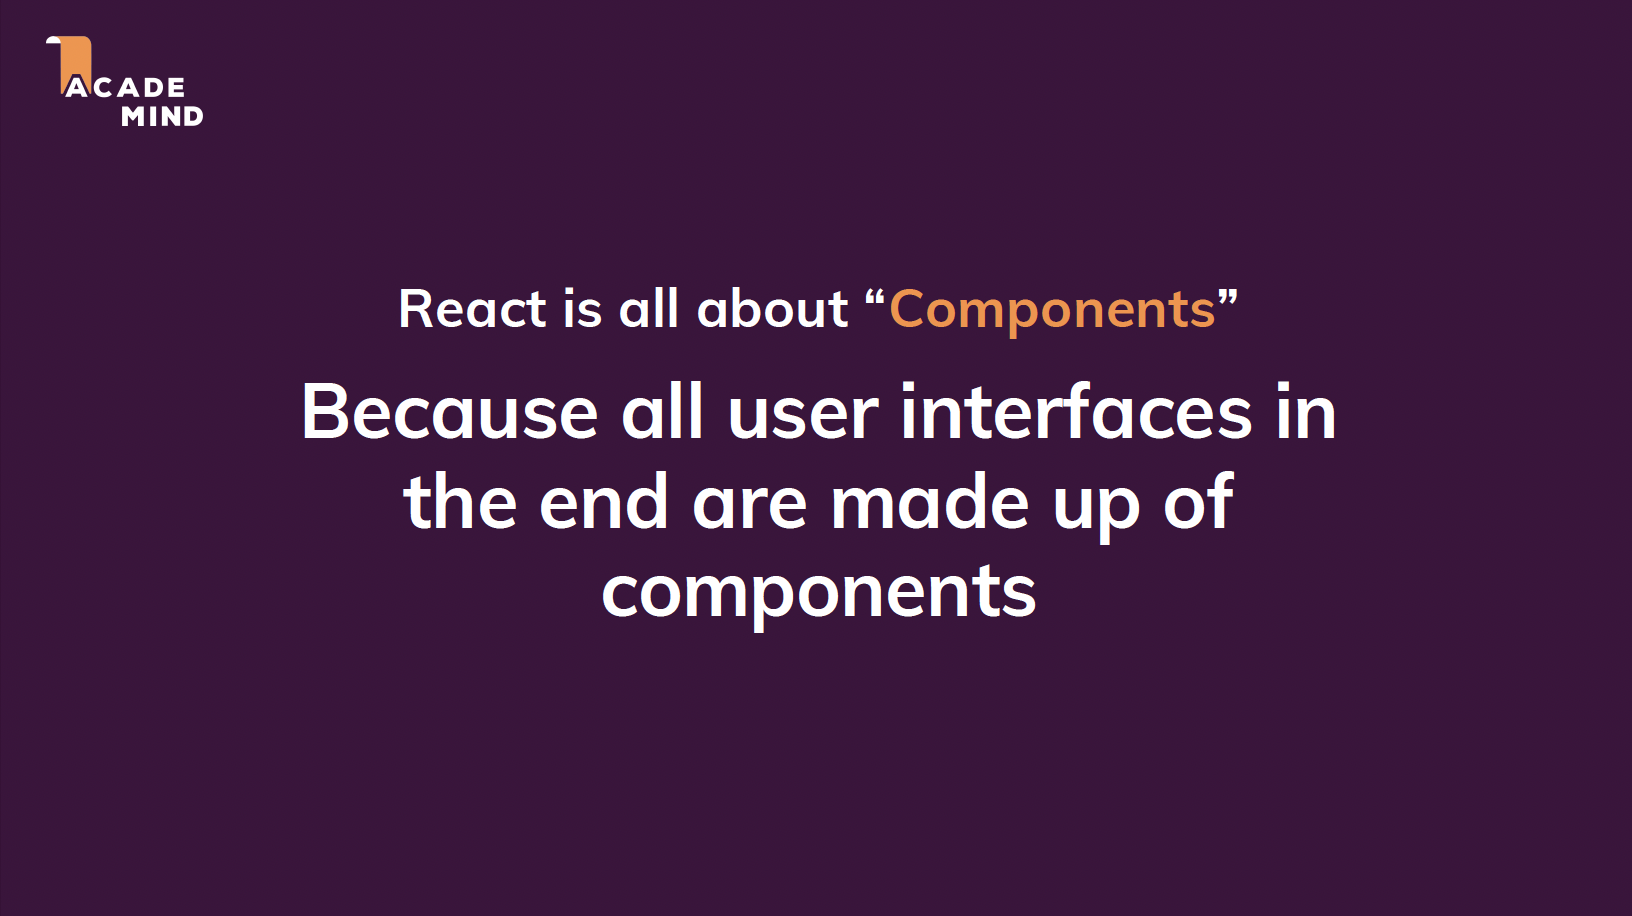 ACADE
MIND
React is all about “Components”
Because all user interfaces in
the end are made up of
components